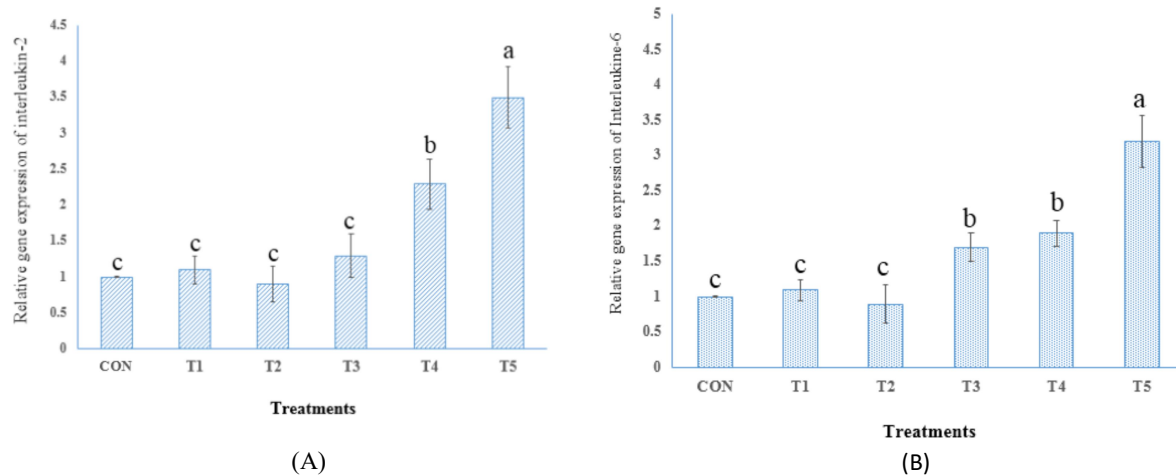 Relative gene expression of interleukin-2
4.5
4
3.5
3
2.5
2
1.5
1
0.5
0
c
c
c
c
b
a
CON T1 T2 T3 T4 T5
Treatments
(A)
Relative gene expression of Interleukine-6
5
4.5
4
3.5
3
2.5
2
1.5
1
0.5
0
c
c
c
b
b
a
CON T1 T2 T3 T4 T5
Treatments
(B)